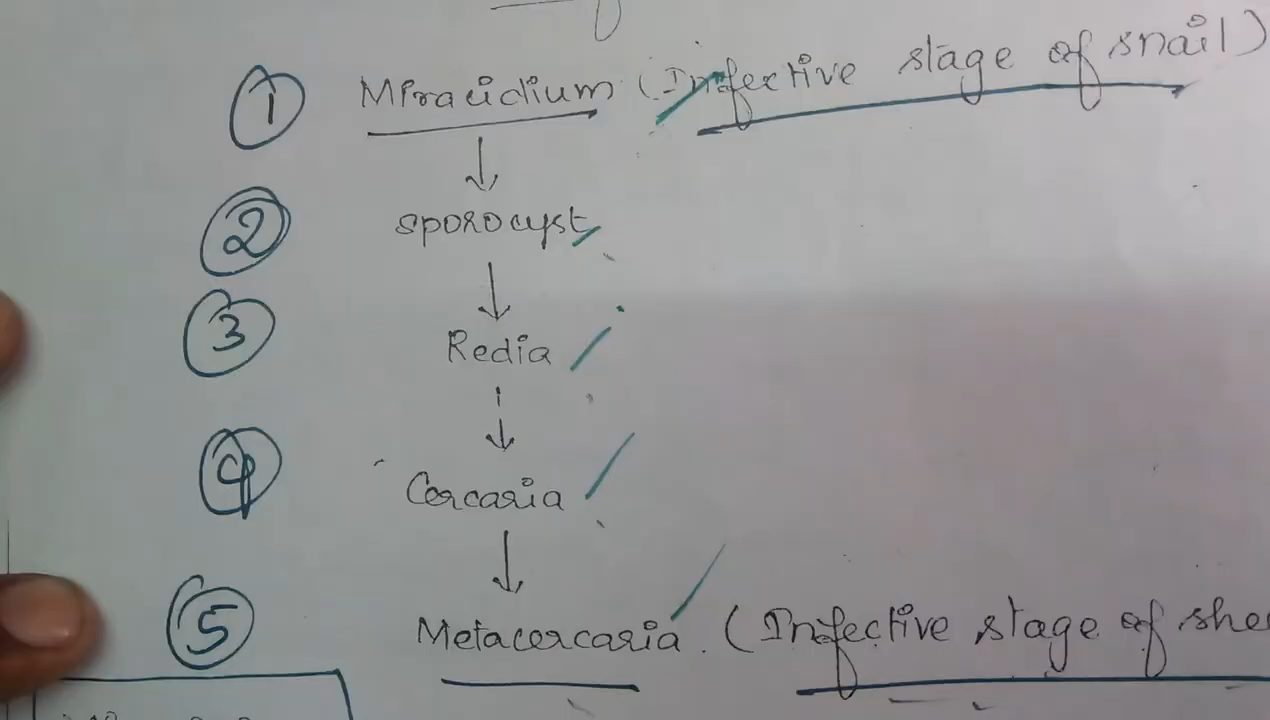 1 Miracidium (Infective stage of snail)
↓
2 sporocyst
↓
3 Redia
↓
4 Cercaria
↓
5 Metacercaria. (Infective stage of she